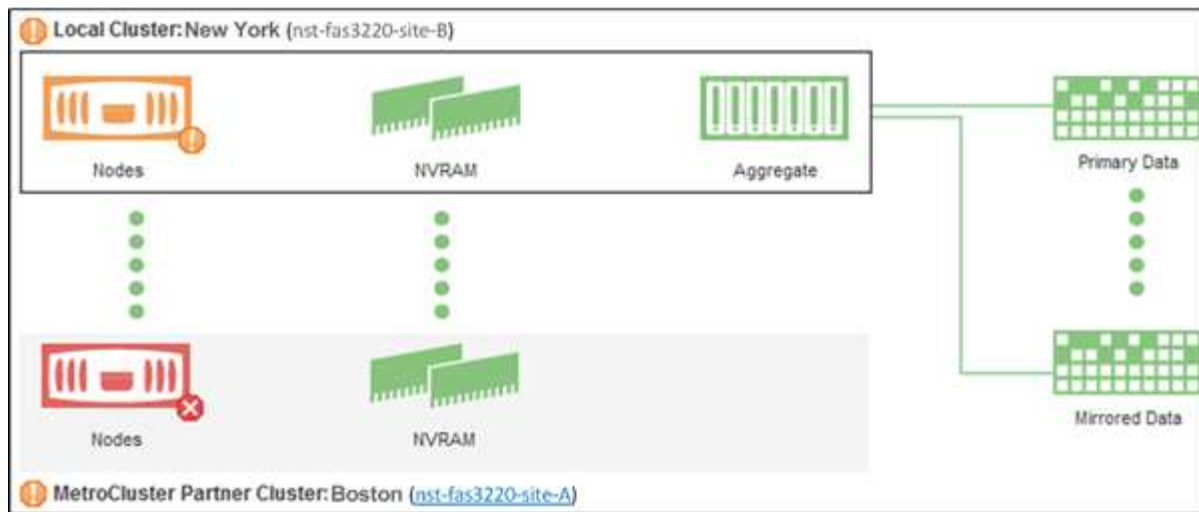 Local Cluster: New York (nst-fas3220-site-B)
Nodes
NVRAM
Aggregate
Primary Data
Nodes
NVRAM
Mirrored Data
MetroCluster Partner Cluster: Boston (nst-fas3220-site-A)